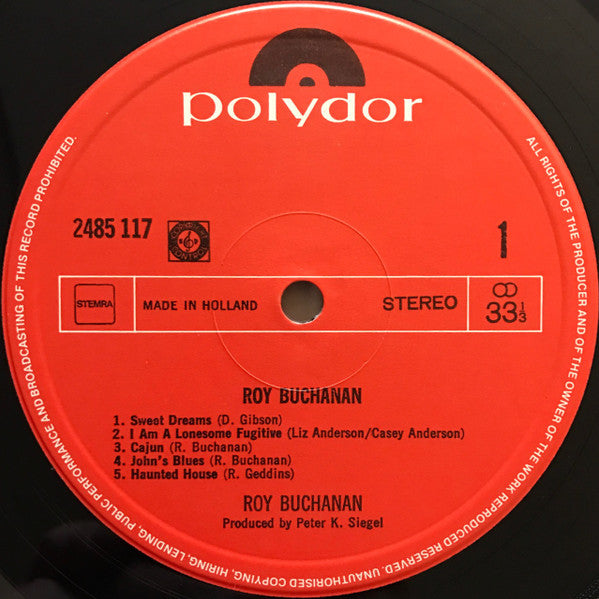 polydor
2485 117
1
STEMRA
MADE IN HOLLAND
STEREO
33 1/3
ROY BUCHANAN
1. Sweet Dreams (D. Gibson)
2. I Am A Lonesome Fugitive (Liz Anderson/Casey Anderson)
3. Cajun (R. Buchanan)
4. John's Blues (R. Buchanan)
5. Haunted House (R. Geddins)
ROY BUCHANAN
Produced by Peter K. Siegel
ALL RIGHTS OF THE PRODUCER AND OF THE OWNER OF THE WORK REPRODUCED RESERVED. UNAUTHORISED COPYING, HIRING, LENDING, PUBLIC PERFORMANCE AND BROADCASTING OF THIS RECORD PROHIBITED.